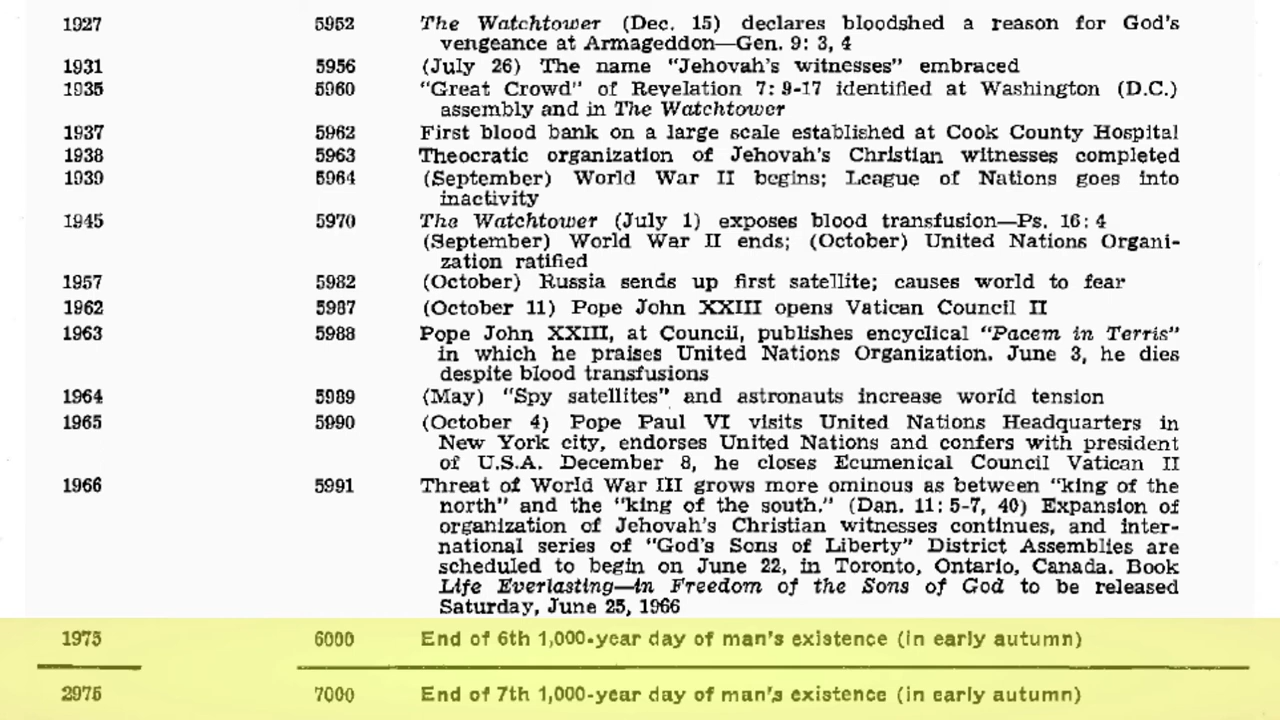 1927 5952 The Watchtower (Dec. 15) declares bloodshed a reason for God's
vengeance at Armageddon—Gen. 9: 3, 4
1931 5956 (July 26) The name "Jehovah's witnesses" embraced
1935 5960 "Great Crowd" of Revelation 7: 9-17 identified at Washington (D.C.)
assembly and in The Watchtower
1937 5962 First blood bank on a large scale established at Cook County Hospital
1938 5963 Theocratic organization of Jehovah's Christian witnesses completed
1939 5964 (September) World War II begins; League of Nations goes into
inactivity
1945 5970 The Watchtower (July 1) exposes blood transfusion—Ps. 16: 4
(September) World War II ends; (October) United Nations Organi-
zation ratified
1957 5982 (October) Russia sends up first satellite; causes world to fear
1962 5987 (October 11) Pope John XXIII opens Vatican Council II
1963 5988 Pope John XXIII, at Council, publishes encyclical "Pacem in Terris"
in which he praises United Nations Organization. June 3, he dies
despite blood transfusions
1964 5989 (May) "Spy satellites" and astronauts increase world tension
1965 5990 (October 4) Pope Paul VI visits United Nations Headquarters in
New York city, endorses United Nations and confers with president
of U.S.A. December 8, he closes Ecumenical Council Vatican II
1966 5991 Threat of World War III grows more ominous as between "king of the
north" and the "king of the south." (Dan. 11: 5-7, 40) Expansion of
organization of Jehovah's Christian witnesses continues, and inter-
national series of "God's Sons of Liberty" District Assemblies are
scheduled to begin on June 22, in Toronto, Ontario, Canada. Book
Life Everlasting—in Freedom of the Sons of God to be released
Saturday, June 25, 1966
1975 6000 End of 6th 1,000-year day of man's existence (in early autumn)
2975 7000 End of 7th 1,000-year day of man's existence (in early autumn)